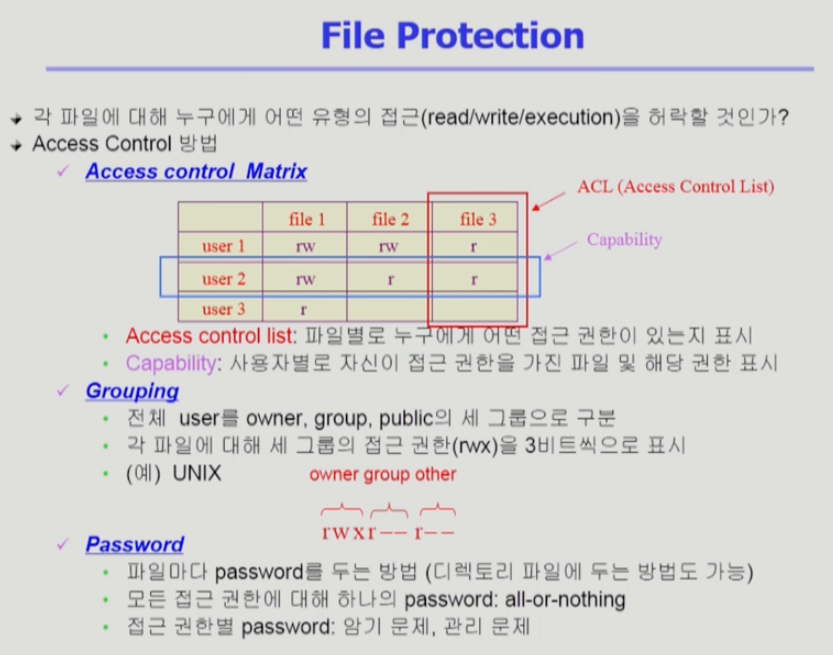 File Protection
각 파일에 대해 누구에게 어떤 유형의 접근(read/write/execution)을 허락할 것인가?
Access Control 방법
Access control Matrix
ACL (Access Control List)
file 1 file 2 file 3
Capability
user 1 rw rw r
user 2 rw r r
user 3 r
Access control list: 파일별로 누구에게 어떤 접근 권한이 있는지 표시
Capability: 사용자별로 자신이 접근 권한을 가진 파일 및 해당 권한 표시
Grouping
전체 user를 owner, group, public의 세 그룹으로 구분
각 파일에 대해 세 그룹의 접근 권한(rwx)을 3비트씩으로 표시
(예) UNIX owner group other
rwxr-- r--
Password
파일마다 password를 두는 방법 (디렉토리 파일에 두는 방법도 가능)
모든 접근 권한에 대해 하나의 password: all-or-nothing
접근 권한별 password: 암기 문제, 관리 문제